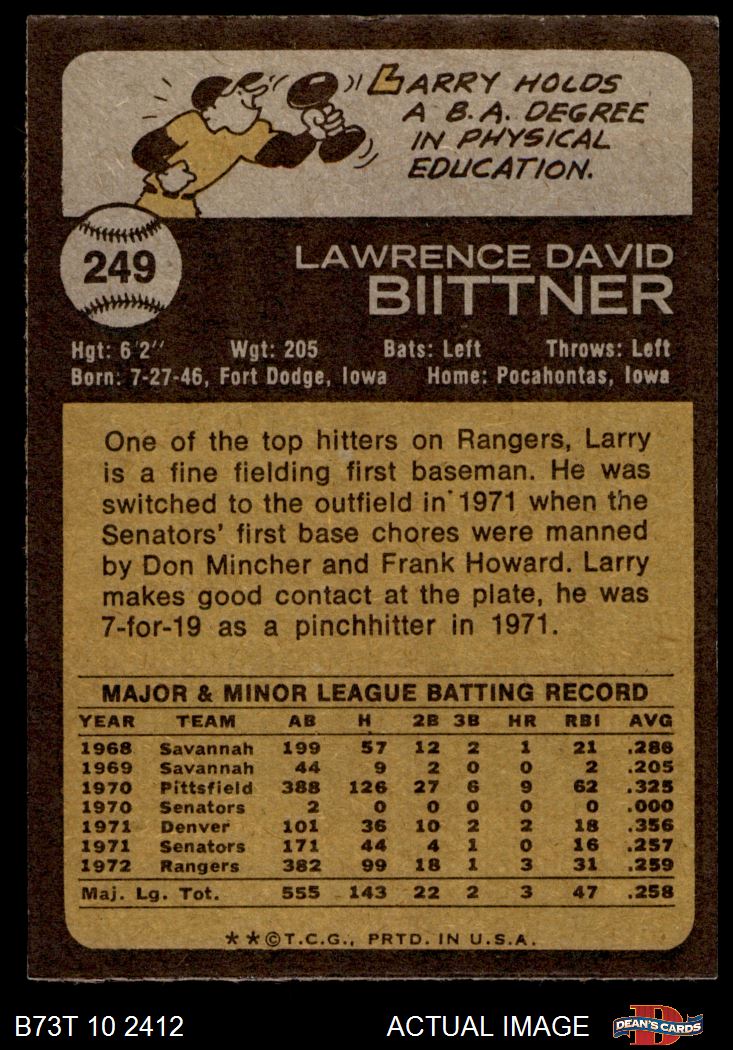 LARRY HOLDS
A B.A. DEGREE
IN PHYSICAL
EDUCATION.
249
LAWRENCE DAVID
BIITTNER
Hgt: 6'2" Wgt: 205 Bats: Left Throws: Left
Born: 7-27-46, Fort Dodge, Iowa Home: Pocahontas, Iowa
One of the top hitters on Rangers, Larry
is a fine fielding first baseman. He was
switched to the outfield in 1971 when the
Senators' first base chores were manned
by Don Mincher and Frank Howard. Larry
makes good contact at the plate, he was
7-for-19 as a pinchhitter in 1971.
MAJOR & MINOR LEAGUE BATTING RECORD
YEAR TEAM AB H 2B 3B HR RBI AVG
1968 Savannah 199 57 12 2 1 21 .286
1969 Savannah 44 9 2 0 0 2 .205
1970 Pittsfield 388 126 27 6 9 62 .325
1970 Senators 2 0 0 0 0 0 .000
1971 Denver 101 36 10 2 2 18 .356
1971 Senators 171 44 4 1 0 16 .257
1972 Rangers 382 99 18 1 3 31 .259
Maj. Lg. Tot. 555 143 22 2 3 47 .258
**©T.C.G., PRTD. IN U.S.A.
B73T 10 2412 ACTUAL IMAGE D DEAN'S CARDS